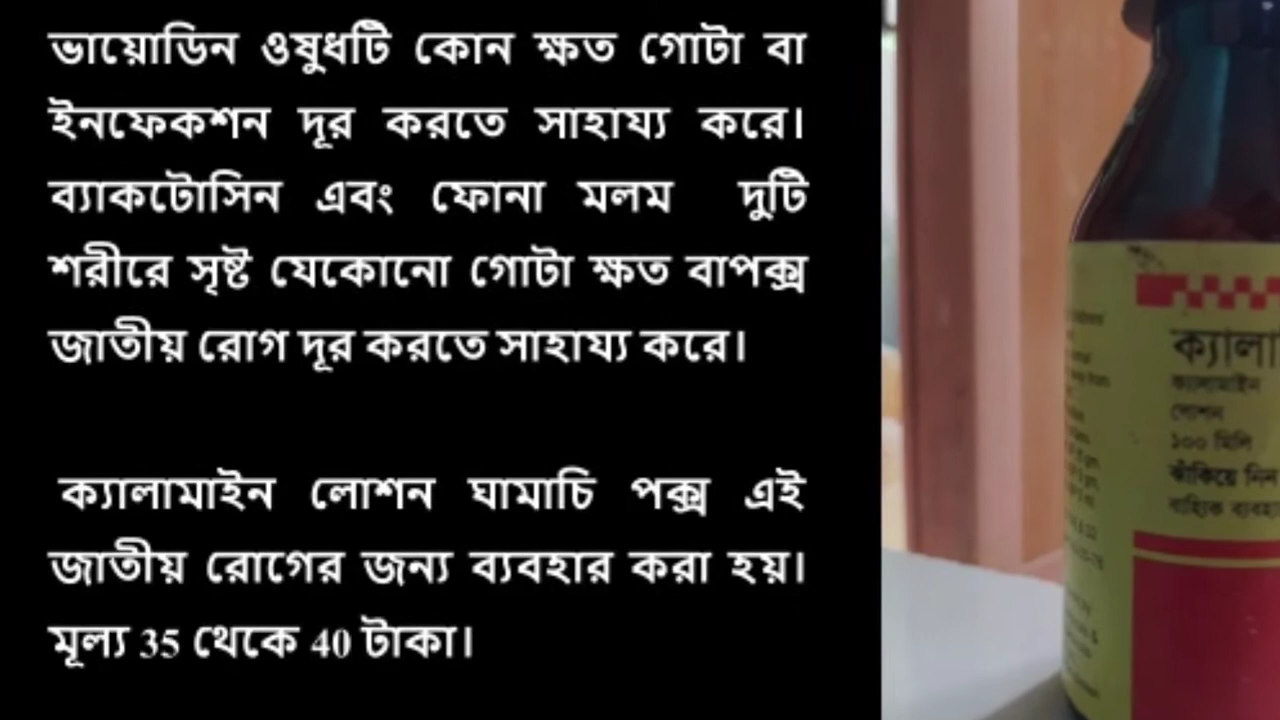 ভায়োডিন ওষুধটি কোন ক্ষত গোটা বা
ইনফেকশন দূর করতে সাহায্য করে।
ব্যাকটোসিন এবং ফোনা মলম দুটি
শরীরে সৃষ্ট যেকোনো গোটা ক্ষত বাপক্স
জাতীয় রোগ দূর করতে সাহায্য করে।
ক্যালামাইন লোশন ঘামাচি পক্স এই
জাতীয় রোগের জন্য ব্যবহার করা হয়।
মূল্য 35 থেকে 40 টাকা।
ক্যালা
ক্যালামাইন
লোশন
১০০ মিলি
ঝাঁকিয়ে নিন
বাহ্যিক